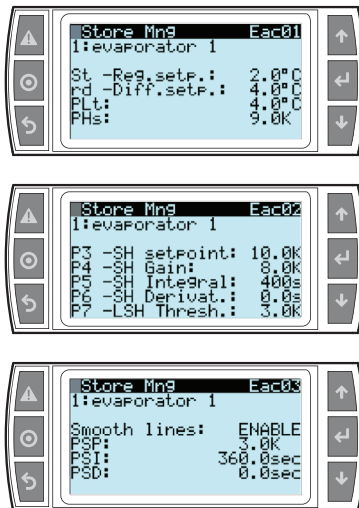 Store Mng Eac01
1:evaporator 1
St -Reg.setp.: 2.0°C
rd -Diff.setp.: 4.0°C
PLt: 4.0°C
PHs: 9.0K
Store Mng Eac02
1:evaporator 1
P3 -SH setpoint: 10.0K
P4 -SH Gain: 8.0K
P5 -SH Integral: 400s
P6 -SH Derivat.: 0.0s
P7 -LSH Thresh.: 3.0K
Store Mng Eac03
1:evaporator 1
Smooth lines: ENABLE
PSP: 3.0K
PSI: 360.0sec
PSD: 0.0sec